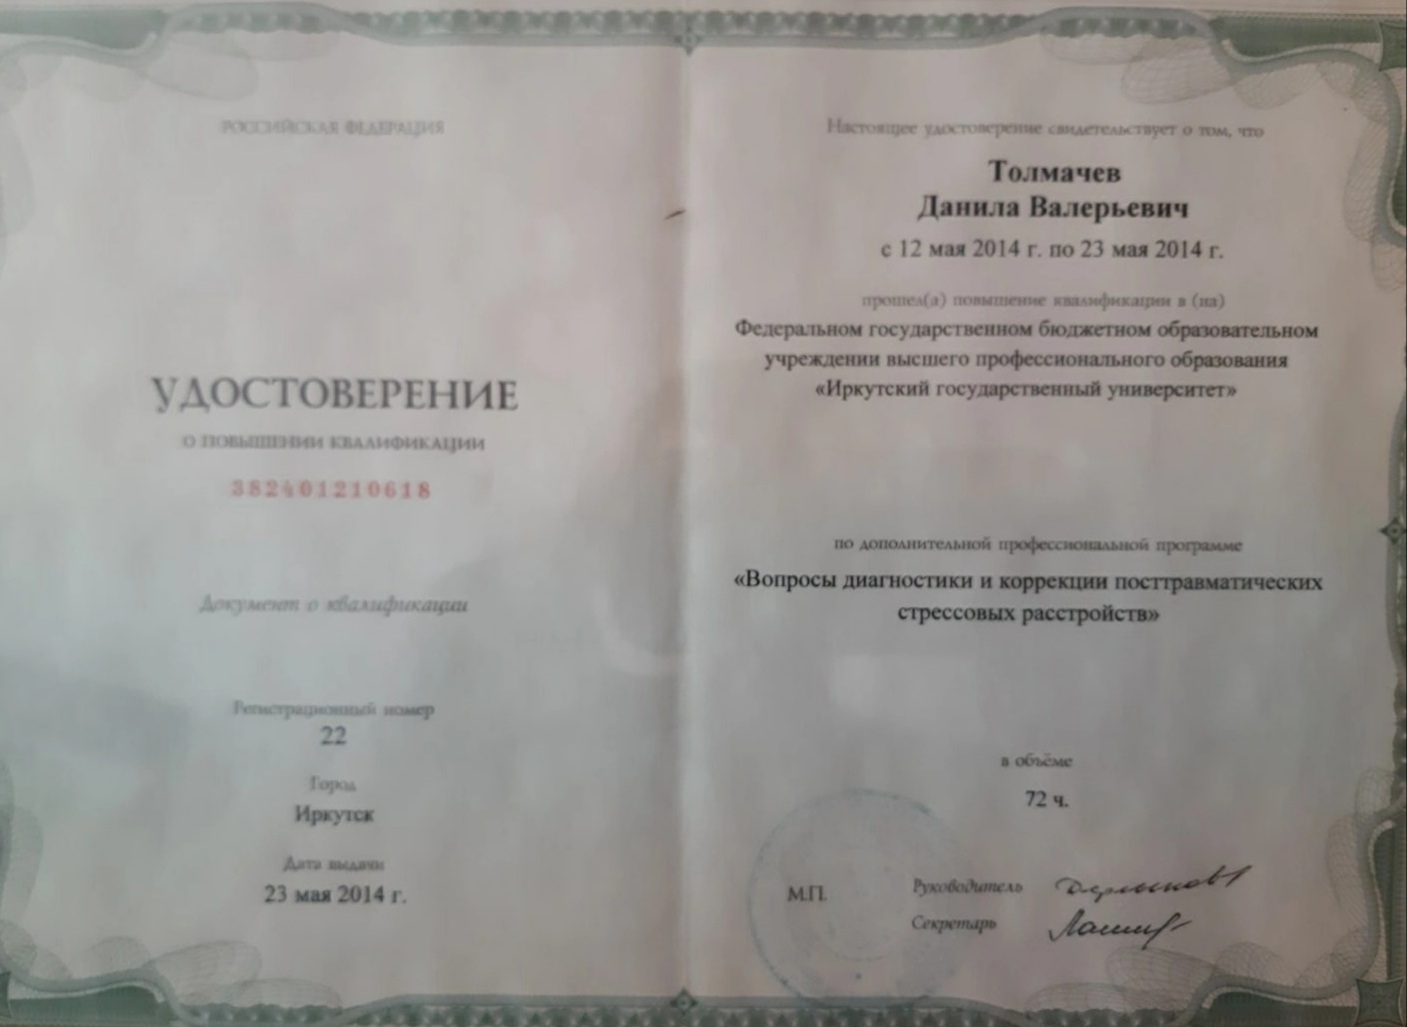 РОССИЙСКАЯ ФЕДЕРАЦИЯ
УДОСТОВЕРЕНИЕ
О ПОВЫШЕНИИ КВАЛИФИКАЦИИ
382401210618
Документ о квалификации
Регистрационный номер
22
Город
Иркутск
Дата выдачи
23 мая 2014 г.
Настоящее удостоверение свидетельствует о том, что
Толмачев
Данила Валерьевич
с 12 мая 2014 г. по 23 мая 2014 г.
прошел(а) повышение квалификации в (на)
Федеральном государственном бюджетном образовательном
учреждении высшего профессионального образования
«Иркутский государственный университет»
по дополнительной профессиональной программе
«Вопросы диагностики и коррекции посттравматических
стрессовых расстройств»
в объёме
72 ч.
М.П.
Руководитель
Секретарь